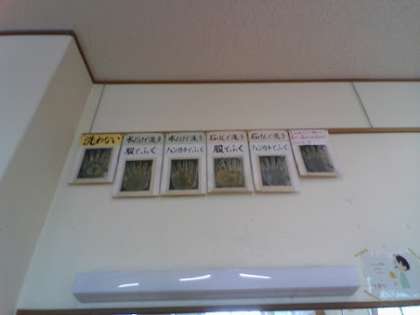 洗わない
水だけで洗う
服でふく
水だけで洗う
ハンカチでふく
石けんで洗う
服でふく
石けんで洗う
ハンカチでふく